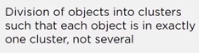 Division of objects into clusters
such that each object is in exactly
one cluster, not several